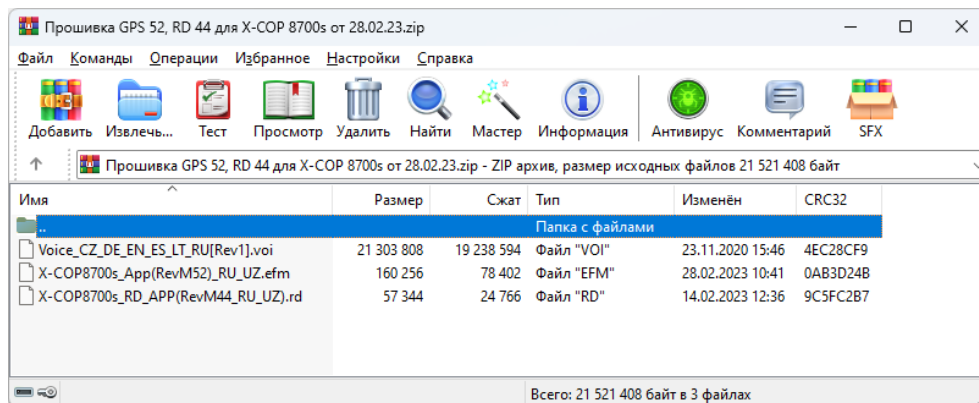 Прошивка GPS 52, RD 44 для X-COP 8700s от 28.02.23.zip
Файл Команды Операции Избранное Настройки Справка
Добавить Извлечь... Тест Просмотр Удалить Найти Мастер Информация Антивирус Комментарий SFX
Прошивка GPS 52, RD 44 для X-COP 8700s от 28.02.23.zip - ZIP архив, размер исходных файлов 21 521 408 байт
Имя Размер Сжат Тип Изменён CRC32
.. Папка с файлами
Voice_CZ_DE_EN_ES_LT_RU[Rev1].voi 21 303 808 19 238 594 Файл "VOI" 23.11.2020 15:46 4EC28CF9
X-COP8700s_App(RevM52)_RU_UZ.efm 160 256 78 402 Файл "EFM" 28.02.2023 10:41 0AB3D24B
X-COP8700s_RD_APP(RevM44_RU_UZ).rd 57 344 24 766 Файл "RD" 14.02.2023 12:36 9C5FC2B7
Всего: 21 521 408 байт в 3 файлах